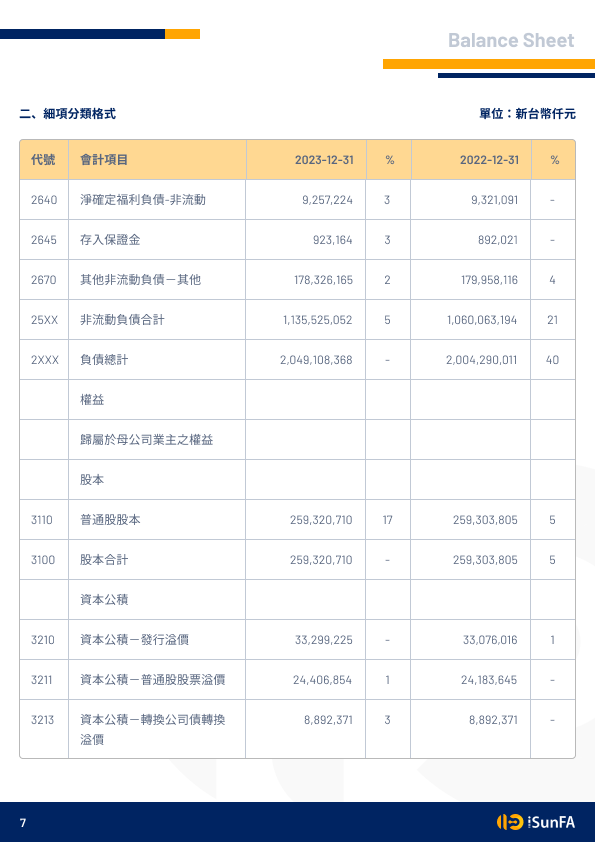 Balance Sheet
二、細項分類格式 單位：新台幣仟元
代號 會計項目 2023-12-31 % 2022-12-31 %
2640 淨確定福利負債-非流動 9,257,224 3 9,321,091 -
2645 存入保證金 923,164 3 892,021 -
2670 其他非流動負債－其他 178,326,165 2 179,958,116 4
25XX 非流動負債合計 1,135,525,052 5 1,060,063,194 21
2XXX 負債總計 2,049,108,368 - 2,004,290,011 40
權益
歸屬於母公司業主之權益
股本
3110 普通股股本 259,320,710 17 259,303,805 5
3100 股本合計 259,320,710 - 259,303,805 5
資本公積
3210 資本公積－發行溢價 33,299,225 - 33,076,016 1
3211 資本公積－普通股股票溢價 24,406,854 1 24,183,645 -
3213 資本公積－轉換公司債轉換 8,892,371 3 8,892,371 -
溢價
7 iSunFA